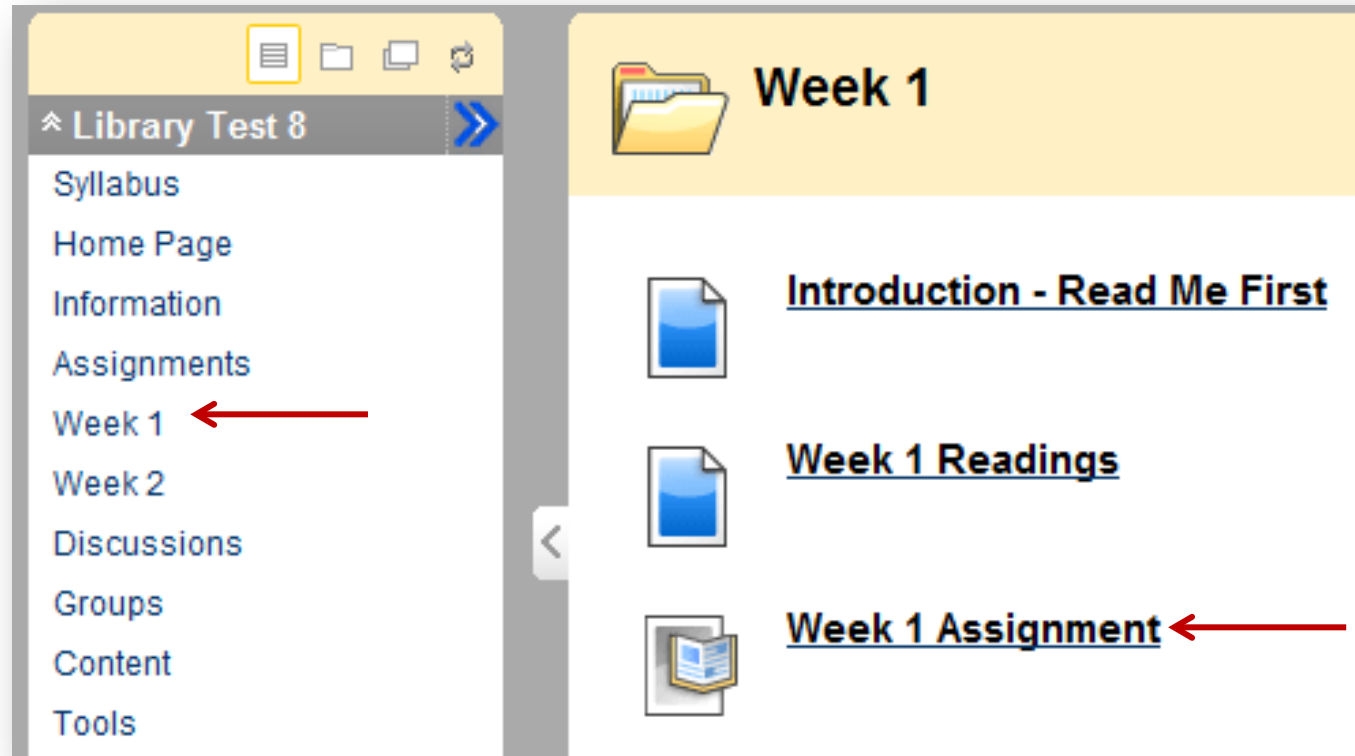 Library Test 8
Syllabus
Home Page
Information
Assignments
Week 1
Week 2
Discussions
Groups
Content
Tools
Week 1
Introduction - Read Me First
Week 1 Readings
Week 1 Assignment